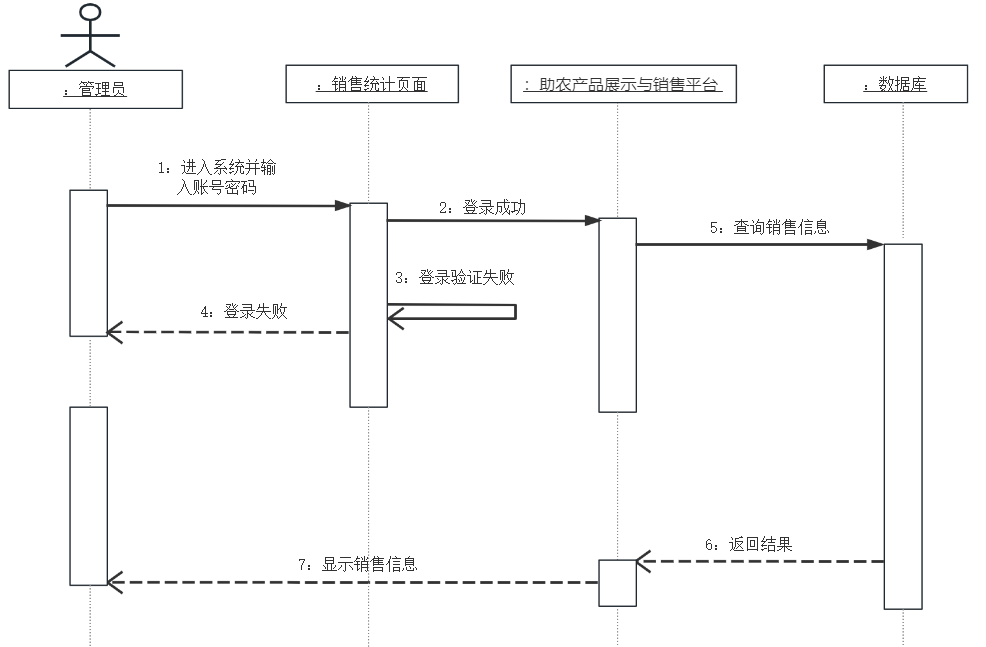 ：管理员
：销售统计页面
：助农产品展示与销售平台
：数据库
1：进入系统并输
入账号密码
2：登录成功
5：查询销售信息
3：登录验证失败
4：登录失败
6：返回结果
7：显示销售信息